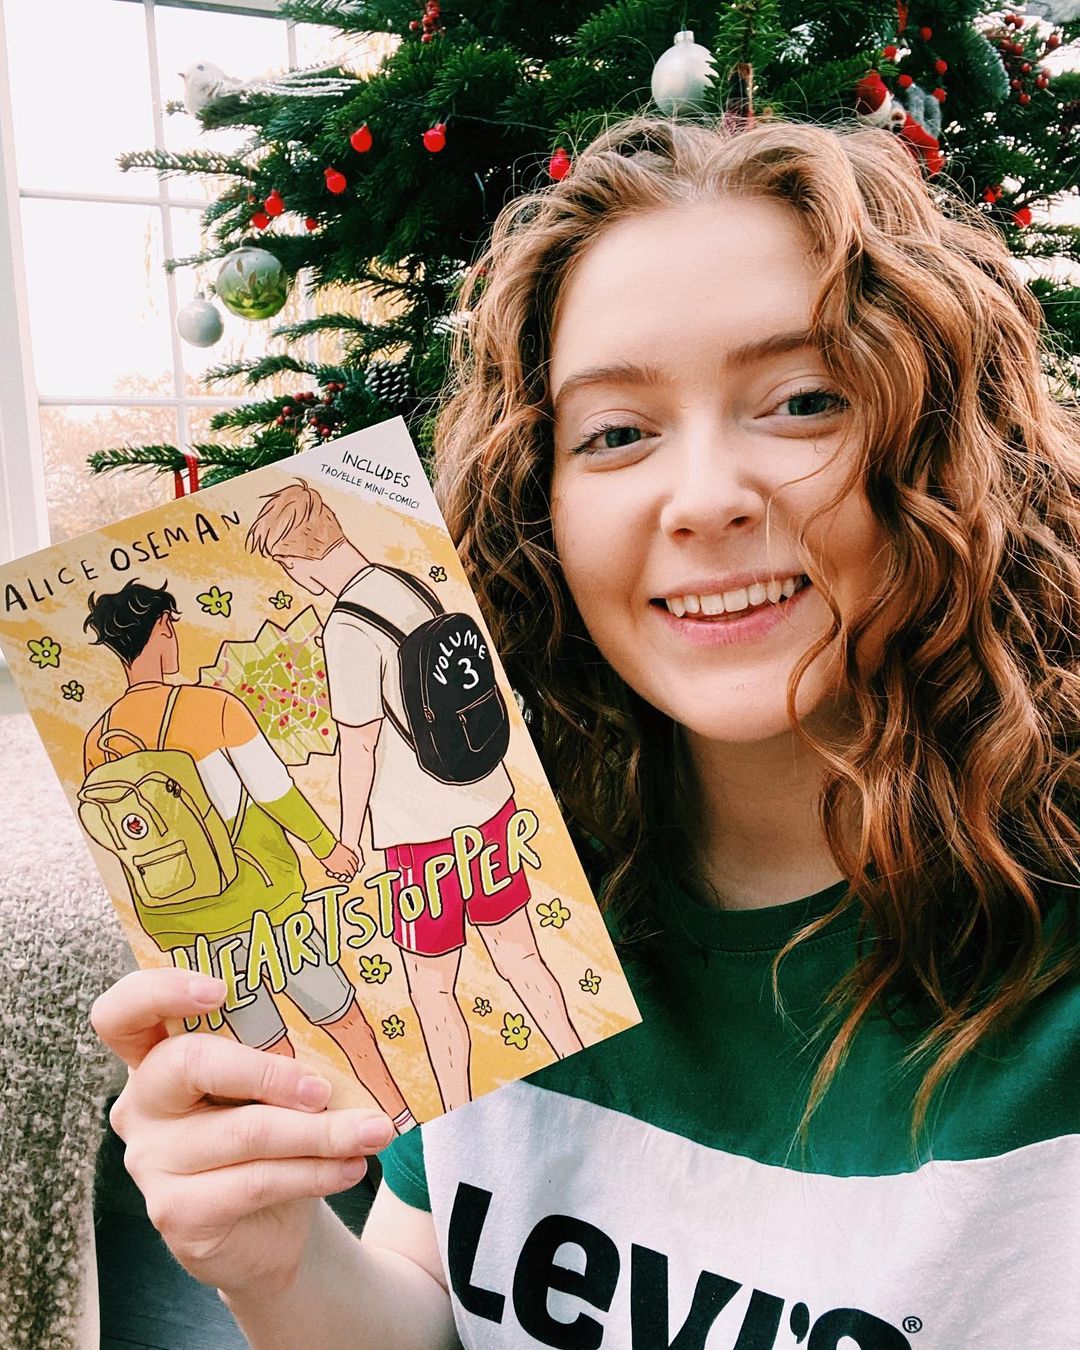 INCLUDES
TAO/ELLE MINI-COMIC!
ALICE OSEMAN
VOLUME
3
HEARTSTOPPER
Levi's®